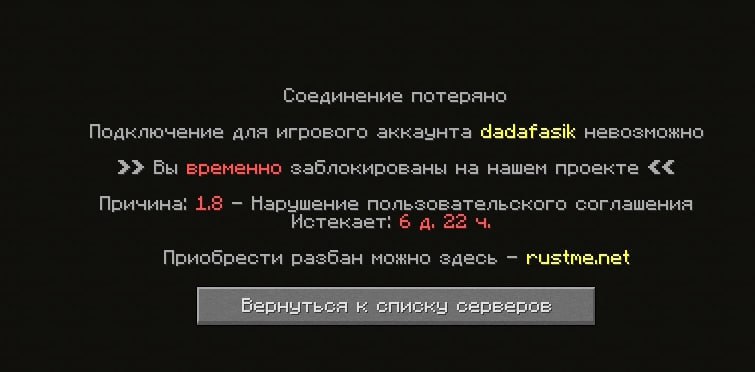 Соединение потеряно
Подключение для игрового аккаунта dadafasik невозможно
>> Вы временно заблокированы на нашем проекте <<
Причина: 1.8 - Нарушение пользовательского соглашения
Истекает: 6 д. 22 ч.
Приобрести разбан можно здесь - rustme.net
Вернуться к списку серверов